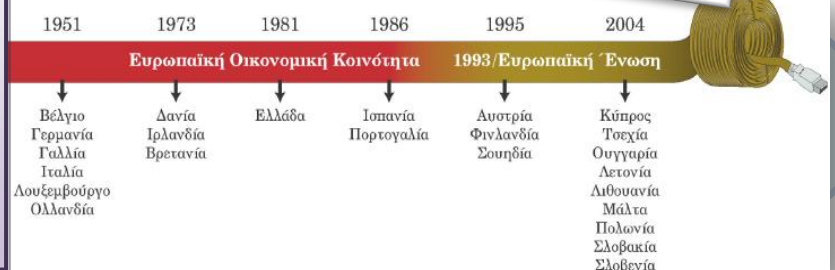 1951 1973 1981 1986 1995 2004
Ευρωπαϊκή Οικονομική Κοινότητα 1993/Ευρωπαϊκή Ένωση
Βέλγιο
Γερμανία
Γαλλία
Ιταλία
Λουξεμβούργο
Ολλανδία
Δανία
Ιρλανδία
Βρετανία
Ελλάδα
Ισπανία
Πορτογαλία
Αυστρία
Φινλανδία
Σουηδία
Κύπρος
Τσεχία
Ουγγαρία
Λετονία
Λιθουανία
Μάλτα
Πολωνία
Σλοβακία
Σλοβενία